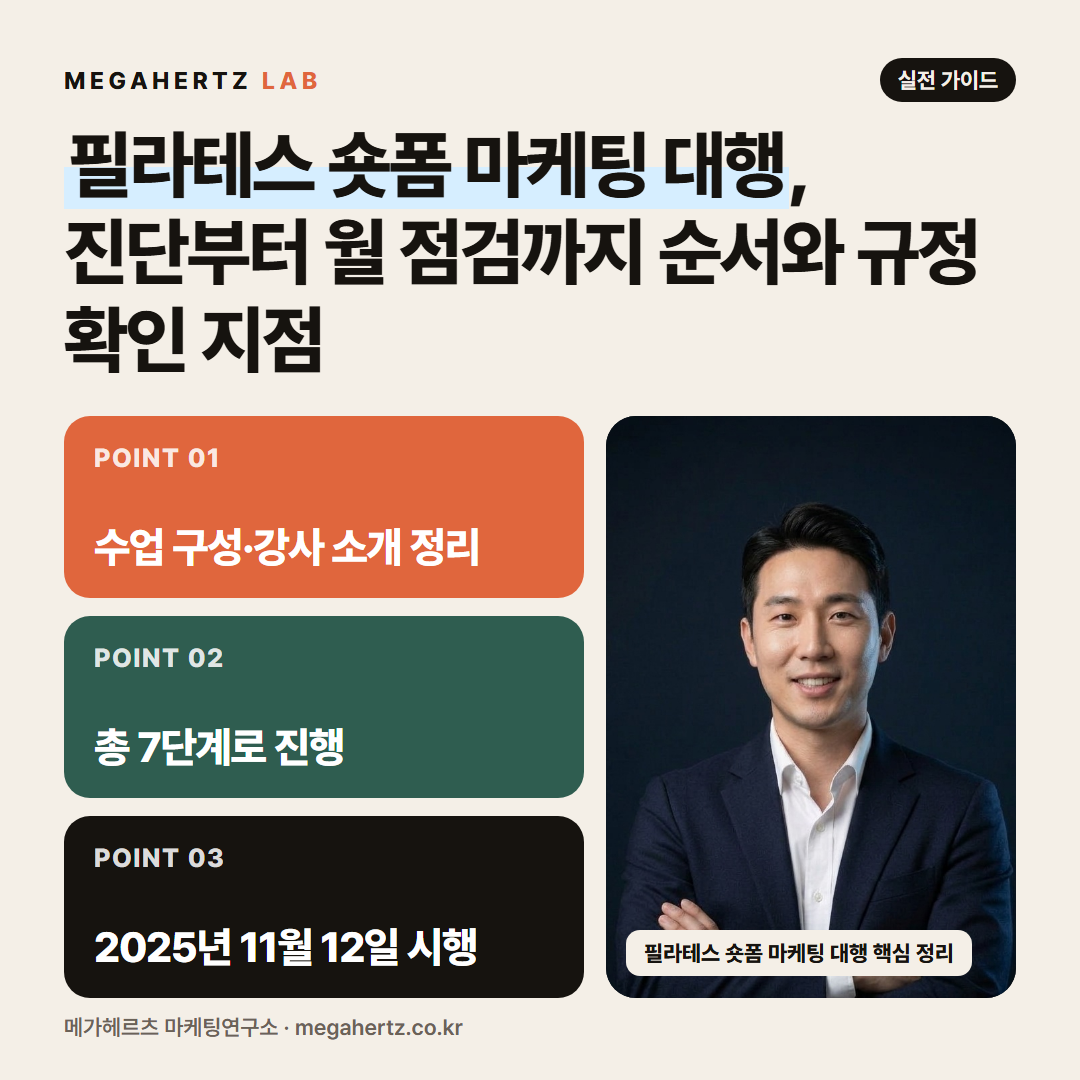 MEGAHERTZ LAB
실전 가이드
필라테스 숏폼 마케팅 대행,
진단부터 월 점검까지 순서와 규정
확인 지점
POINT 01
수업 구성·강사 소개 정리
POINT 02
총 7단계로 진행
POINT 03
2025년 11월 12일 시행
필라테스 숏폼 마케팅 대행 핵심 정리
메가헤르츠 마케팅연구소 · megahertz.co.kr